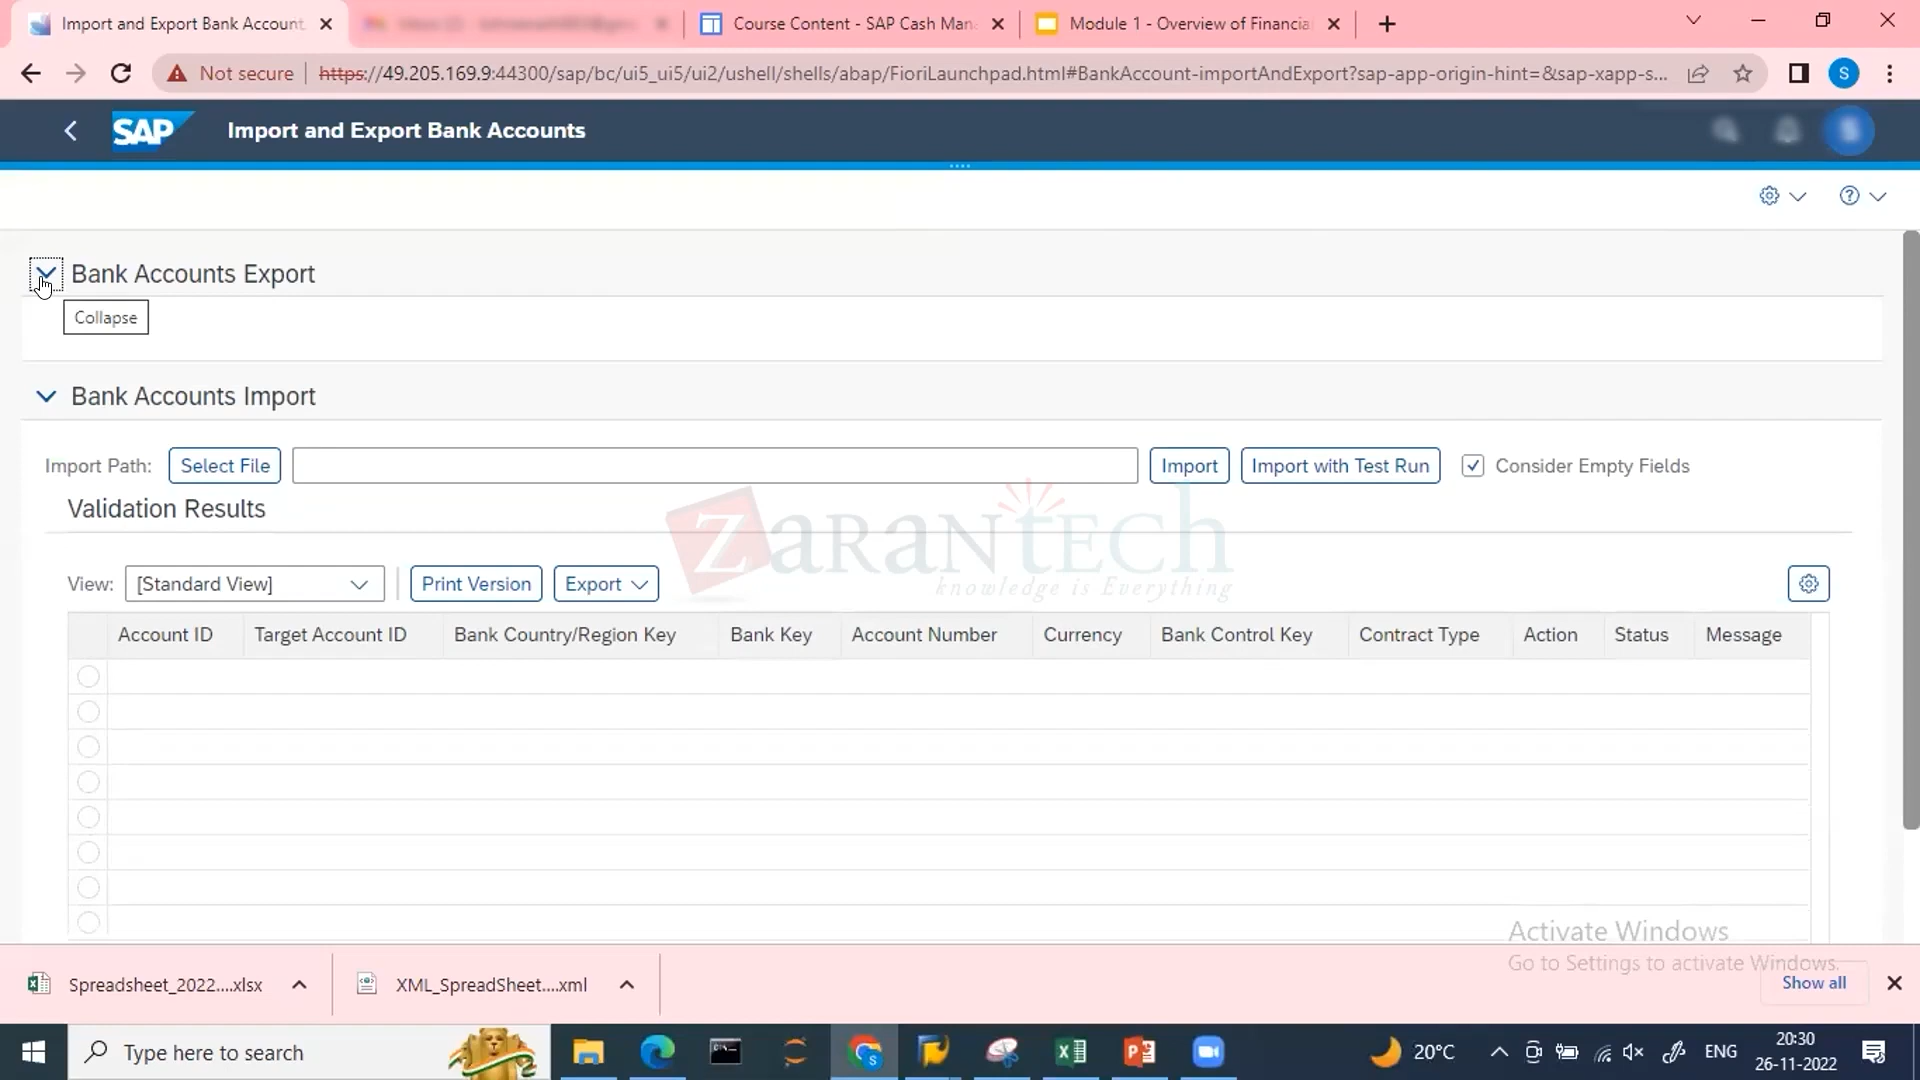 Import and Export Bank Account
Course Content - SAP Cash Man
Module 1 - Overview of Financia
Not secure
https://49.205.169.9:44300/sap/bc/ui5_ui5/ui2/ushell/shells/abap/FioriLaunchpad.html#BankAccount-importAndExport?sap-app-origin-hint=&sap-xapp-s...
S
SAP
Import and Export Bank Accounts
Bank Accounts Export
Collapse
Bank Accounts Import
Import Path:
Select File
Import
Import with Test Run
Consider Empty Fields
Validation Results
ZARANTECH
knowledge is Everything
View:
[Standard View]
Print Version
Export
Account ID
Target Account ID
Bank Country/Region Key
Bank Key
Account Number
Currency
Bank Control Key
Contract Type
Action
Status
Message
Activate Windows
Go to Settings to activate Windows.
Spreadsheet_2022....xlsx
XML_SpreadSheet....xml
Show all
Type here to search
20°C
ENG
20:30
26-11-2022